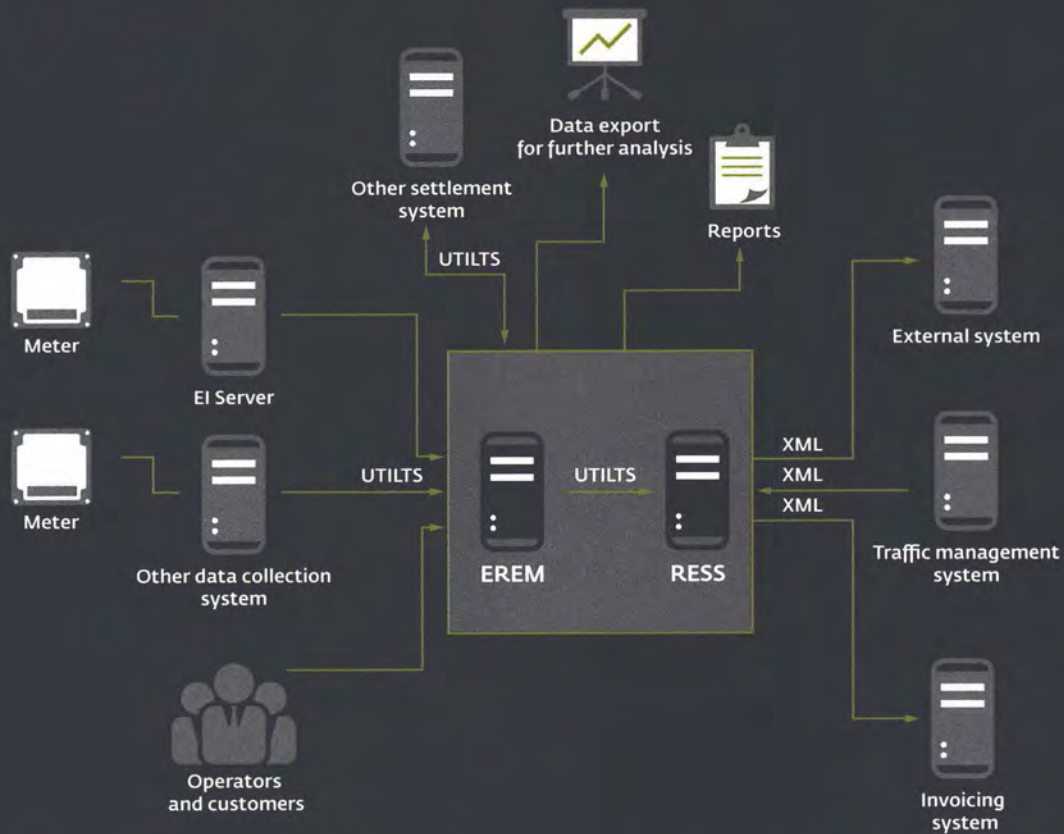 Data export
for further analysis
Other settlement
system
Reports
UTILTS
External system
Meter
EI Server
XML
UTILTS
UTILTS
XML
XML
Meter
EREM
RESS
Traffic management
system
Other data collection
system
Operators
and customers
Invoicing
system